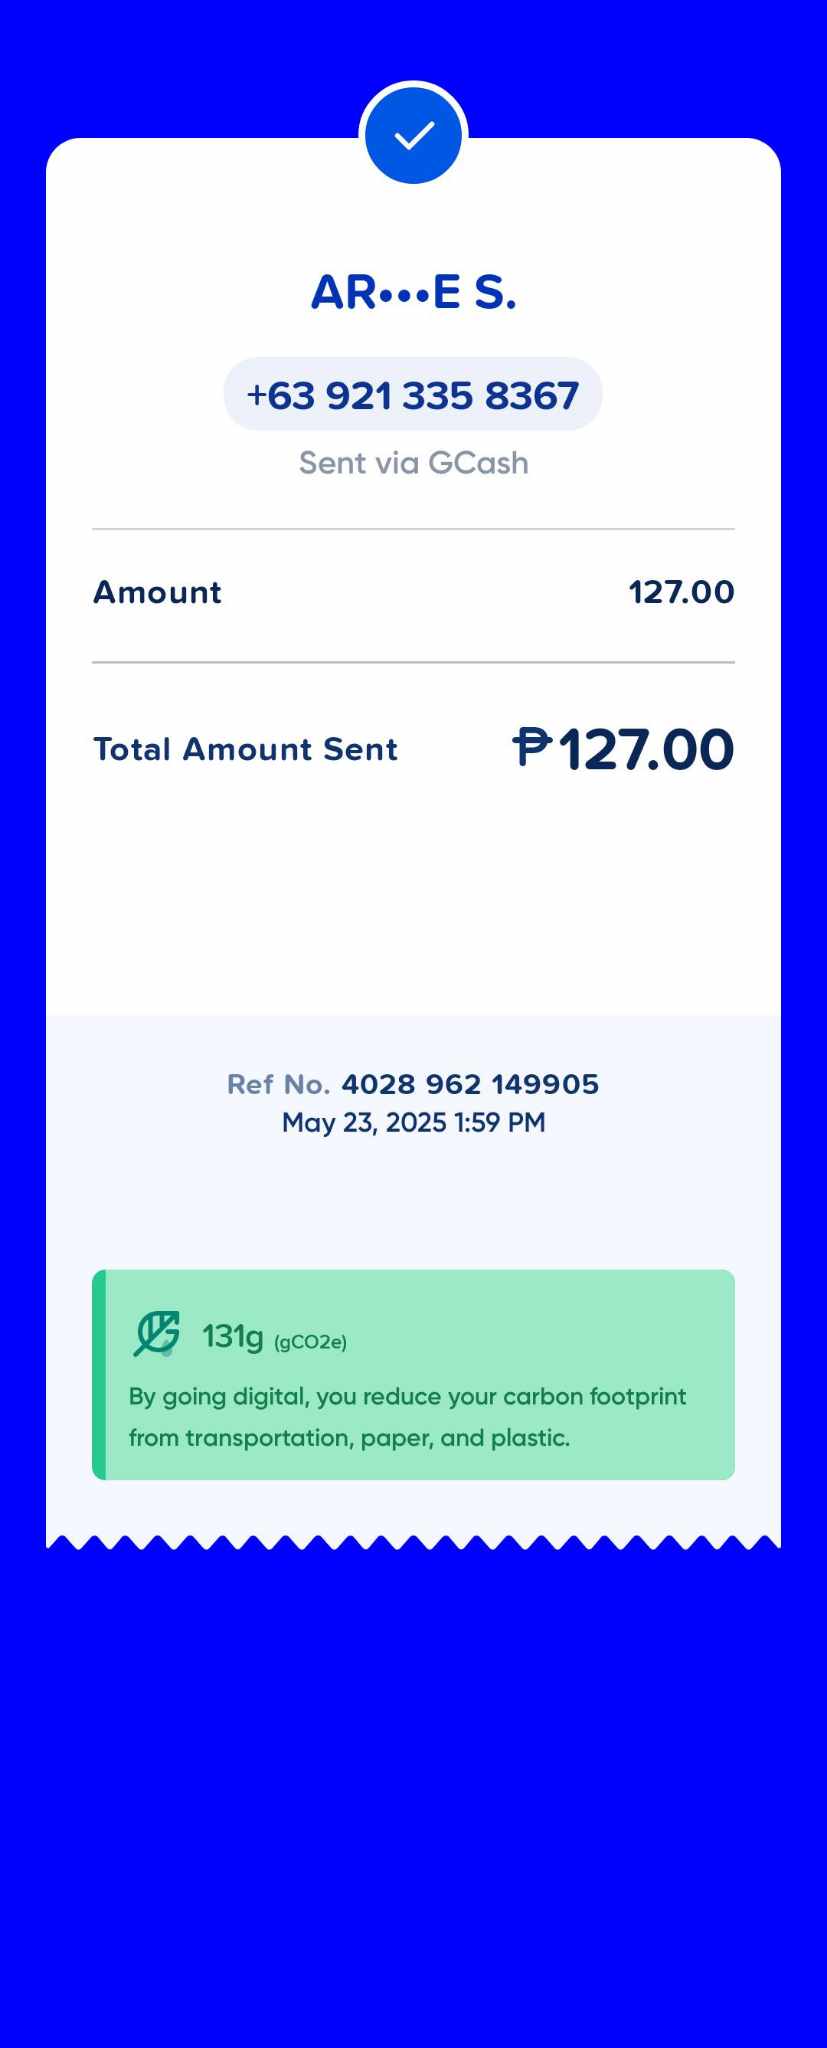 AR•••E S.
+63 921 335 8367
Sent via GCash
Amount 127.00
Total Amount Sent ₱127.00
Ref No. 4028 962 149905
May 23, 2025 1:59 PM
131g (gCO2e)
By going digital, you reduce your carbon footprint
from transportation, paper, and plastic.